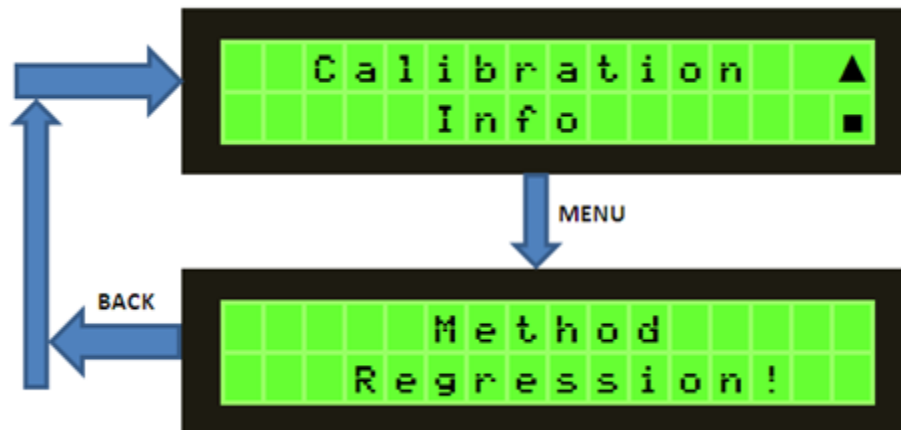 Calibration ▲
Info ■
MENU
BACK
Method
Regression!